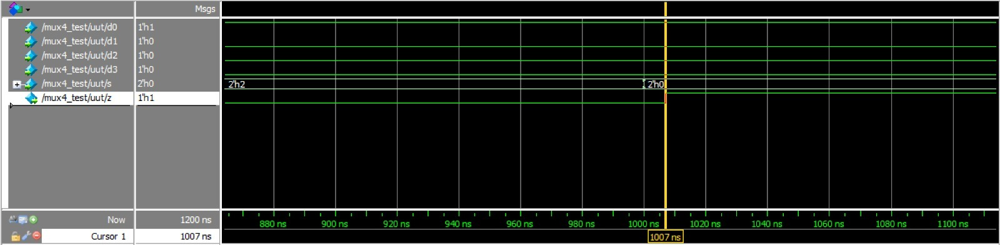 Msgs
/mux4_test/uut/d0 1'h1
/mux4_test/uut/d1 1'h0
/mux4_test/uut/d2 1'h0
/mux4_test/uut/d3 1'h0
/mux4_test/uut/s 2'h0 2'h2 2'h0
/mux4_test/uut/z 1'h1
Now 1200 ns 880 ns 900 ns 920 ns 940 ns 960 ns 980 ns 1000 ns 1020 ns 1040 ns 1060 ns 1080 ns 1100 ns
Cursor 1 1007 ns 1007 ns